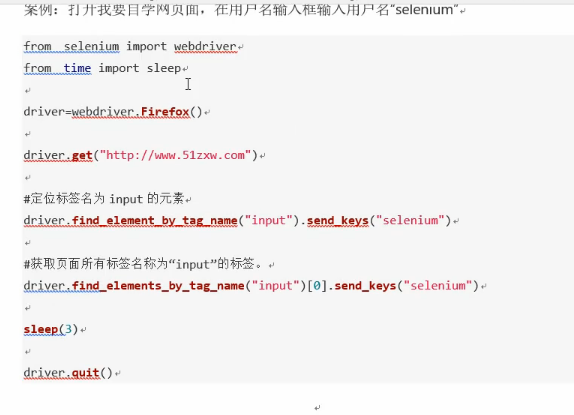 案例：打开我要自学网页面，在用户名输入框输入用户名“selenium”
from selenium import webdriver
from time import sleep
driver=webdriver.Firefox()
driver.get("http://www.51zxw.com")
#定位标签名为 input 的元素
driver.find_element_by_tag_name("input").send_keys("selenium")
#获取页面所有标签名称为“input”的标签。
driver.find_elements_by_tag_name("input")[0].send_keys("selenium")
sleep(3)
driver.quit()